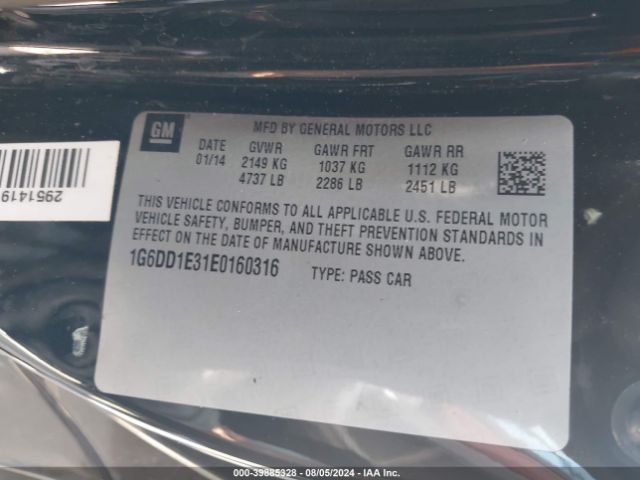 GM
MFD BY GENERAL MOTORS LLC
DATE GVWR GAWR FRT GAWR RR
01/14 2149 KG 1037 KG 1112 KG
4737 LB 2286 LB 2451 LB
THIS VEHICLE CONFORMS TO ALL APPLICABLE U.S. FEDERAL MOTOR
VEHICLE SAFETY, BUMPER, AND THEFT PREVENTION STANDARDS IN
EFFECT ON THE DATE OF MANUFACTURE SHOWN ABOVE.
1G6DD1E31E0160316 TYPE: PASS CAR
2951419
000-39885328 - 08/05/2024 - IAA Inc.